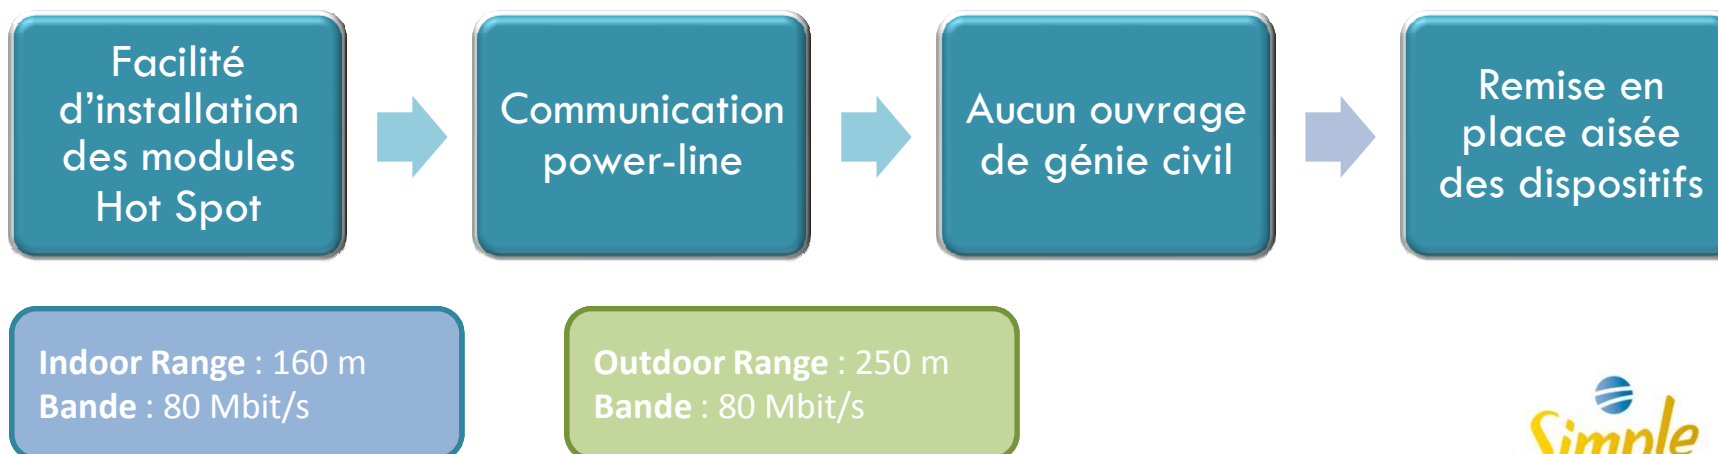 Facilité
d'installation
des modules
Hot Spot
Communication
power-line
Aucun ouvrage
de génie civil
Remise en
place aisée
des dispositifs
Indoor Range : 160 m
Bande : 80 Mbit/s
Outdoor Range : 250 m
Bande : 80 Mbit/s
Simple